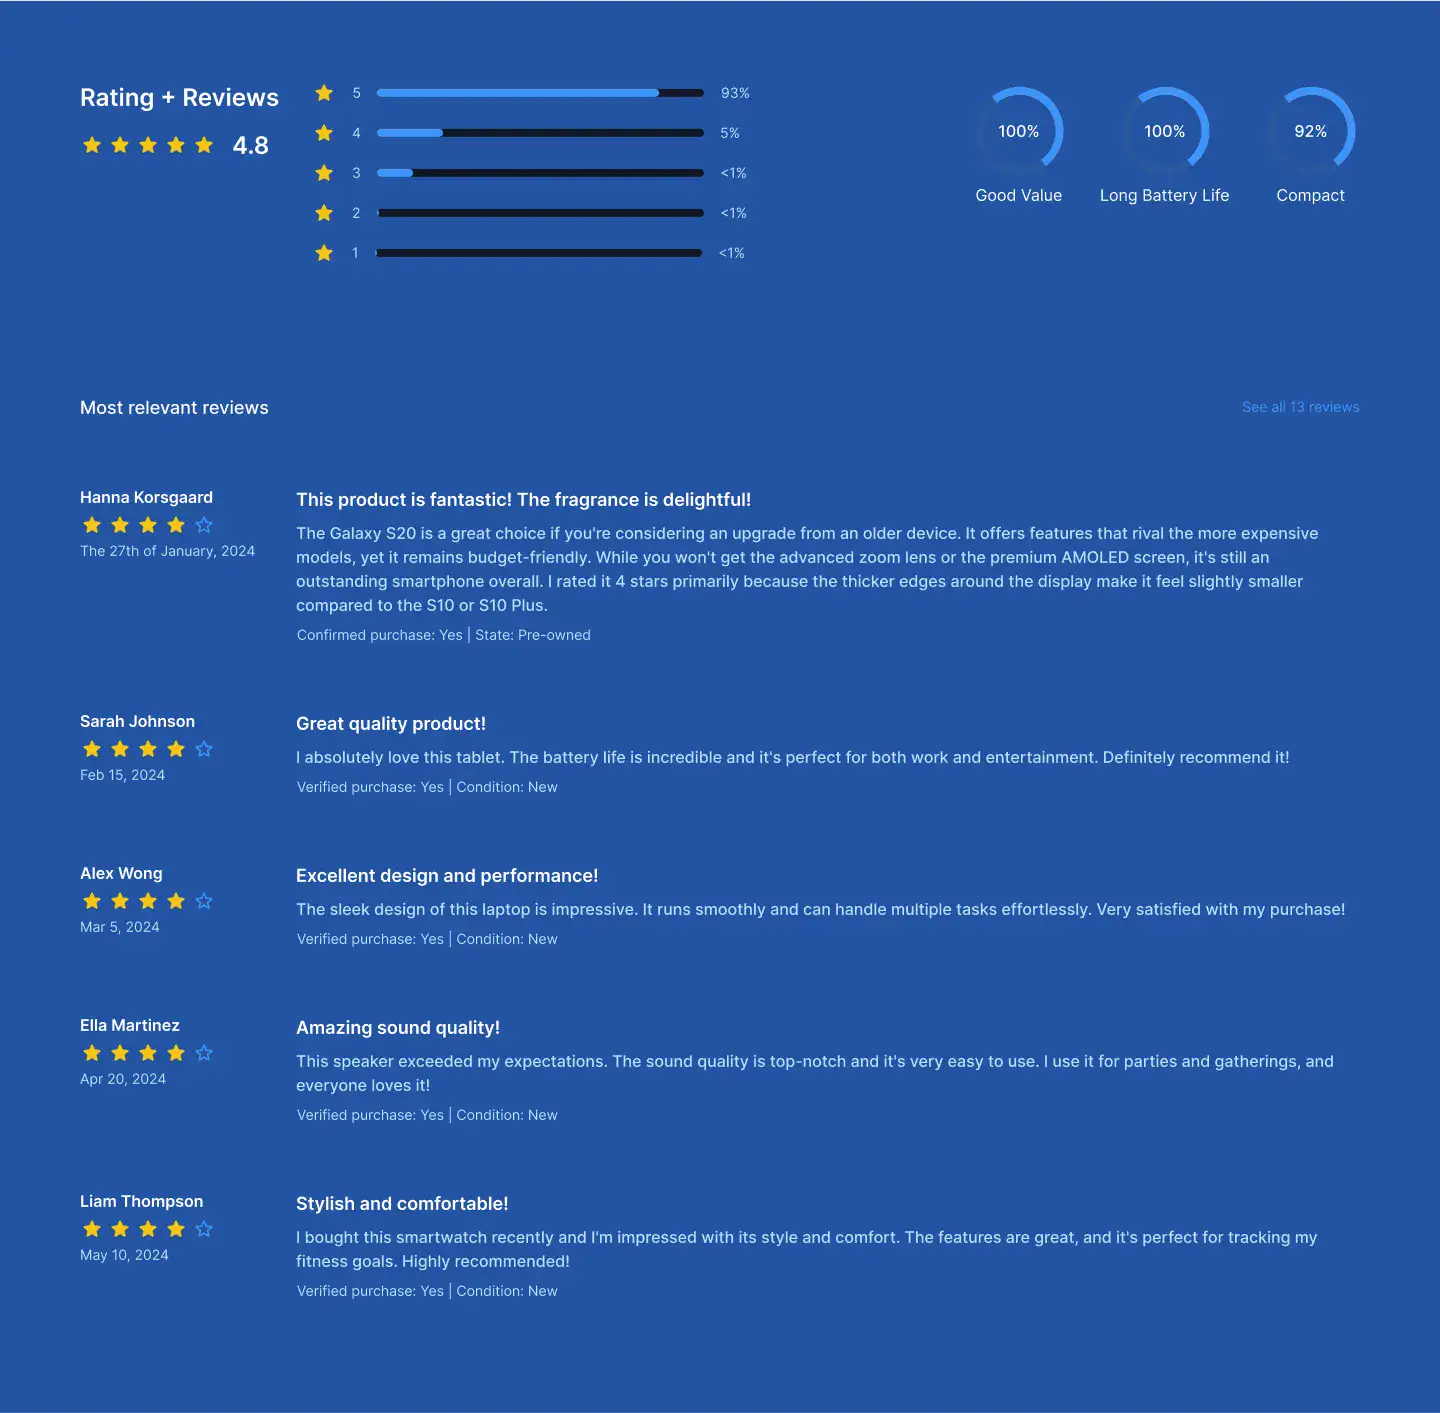 Rating + Reviews
4.8
5 93%
4 5%
3 <1%
2 <1%
1 <1%
100%
Good Value
100%
Long Battery Life
92%
Compact
Most relevant reviews
See all 13 reviews
Hanna Korsgaard
The 27th of January, 2024
This product is fantastic! The fragrance is delightful!
The Galaxy S20 is a great choice if you're considering an upgrade from an older device. It offers features that rival the more expensive
models, yet it remains budget-friendly. While you won't get the advanced zoom lens or the premium AMOLED screen, it's still an
outstanding smartphone overall. I rated it 4 stars primarily because the thicker edges around the display make it feel slightly smaller
compared to the S10 or S10 Plus.
Confirmed purchase: Yes | State: Pre-owned
Sarah Johnson
Feb 15, 2024
Great quality product!
I absolutely love this tablet. The battery life is incredible and it's perfect for both work and entertainment. Definitely recommend it!
Verified purchase: Yes | Condition: New
Alex Wong
Mar 5, 2024
Excellent design and performance!
The sleek design of this laptop is impressive. It runs smoothly and can handle multiple tasks effortlessly. Very satisfied with my purchase!
Verified purchase: Yes | Condition: New
Ella Martinez
Apr 20, 2024
Amazing sound quality!
This speaker exceeded my expectations. The sound quality is top-notch and it's very easy to use. I use it for parties and gatherings, and
everyone loves it!
Verified purchase: Yes | Condition: New
Liam Thompson
May 10, 2024
Stylish and comfortable!
I bought this smartwatch recently and I'm impressed with its style and comfort. The features are great, and it's perfect for tracking my
fitness goals. Highly recommended!
Verified purchase: Yes | Condition: New